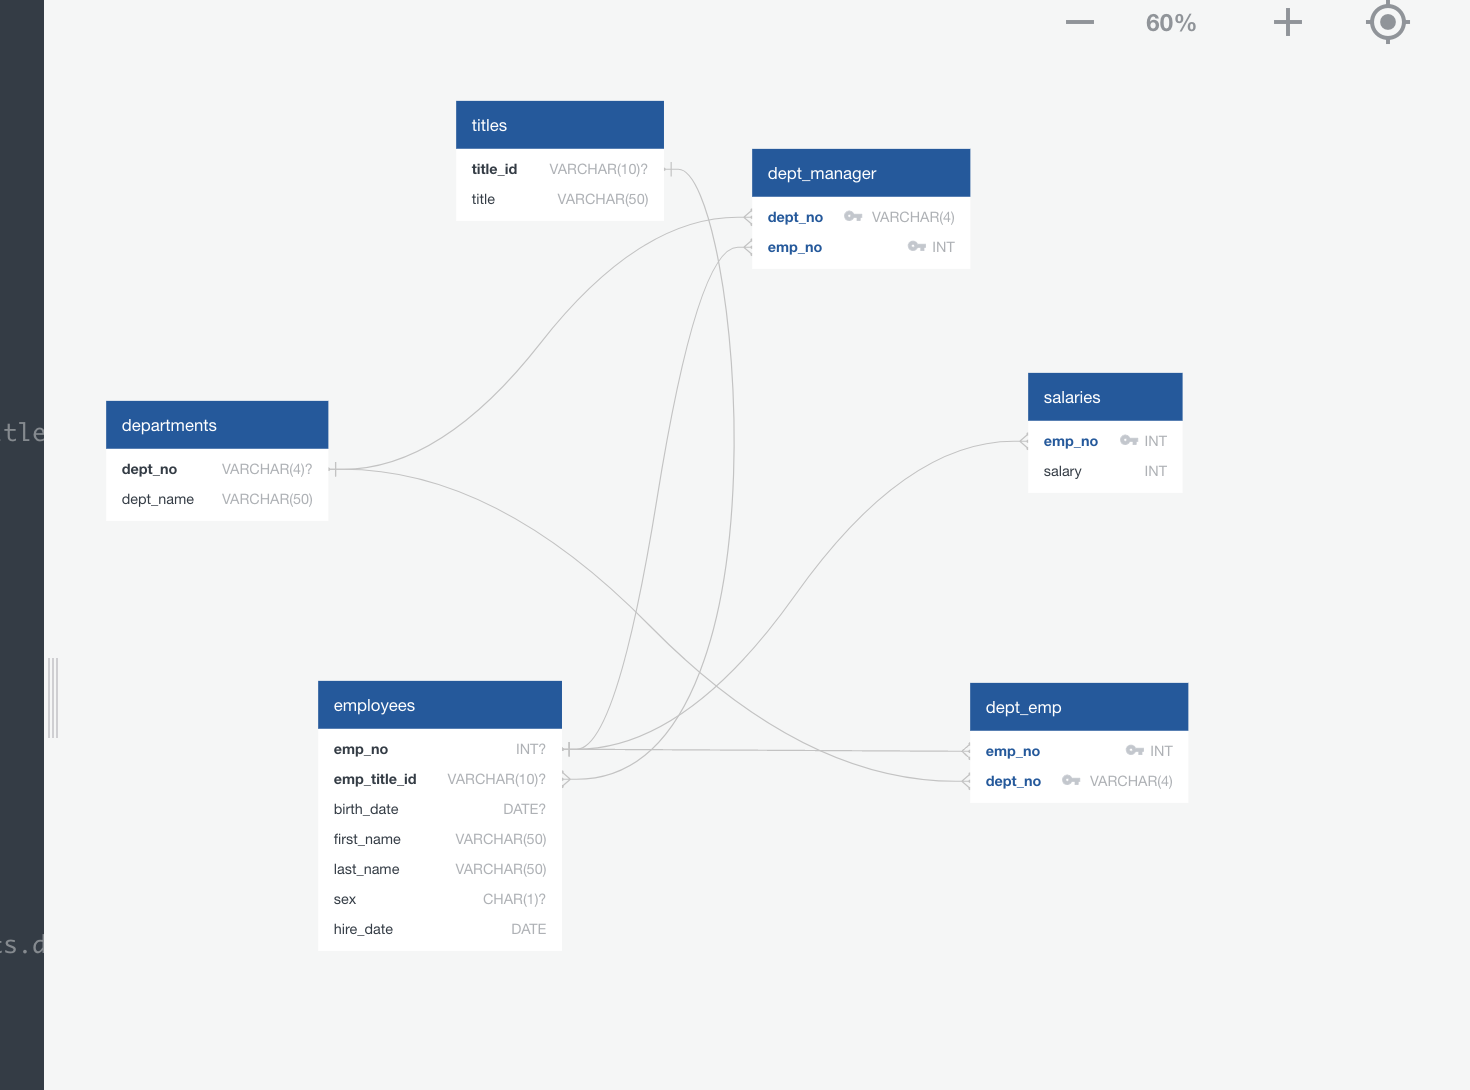 60%
titles
title_id VARCHAR(10)?
title VARCHAR(50)
dept_manager
dept_no VARCHAR(4)
emp_no INT
salaries
emp_no INT
salary INT
departments
dept_no VARCHAR(4)?
dept_name VARCHAR(50)
tle
employees
emp_no INT?
emp_title_id VARCHAR(10)?
birth_date DATE?
first_name VARCHAR(50)
last_name VARCHAR(50)
sex CHAR(1)?
hire_date DATE
dept_emp
emp_no INT
dept_no VARCHAR(4)
s.d